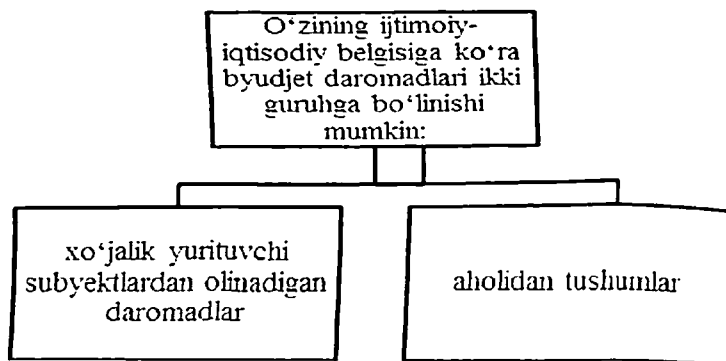 O‘zining ijtimoiy-
iqtisodiy belgisiga ko‘ra
byudjet daromadlari ikki
guruhga bo‘linishi
mumkin:
xo‘jalik yurituvchi
subyektlardan olinadigan
daromadlar
aholidan tushumlar